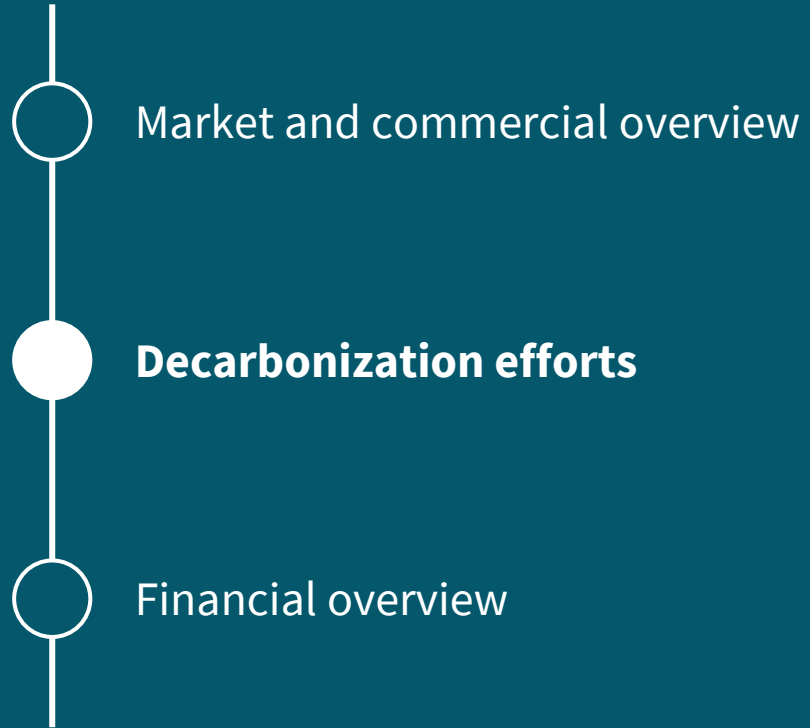 Market and commercial overview
Decarbonization efforts
Financial overview